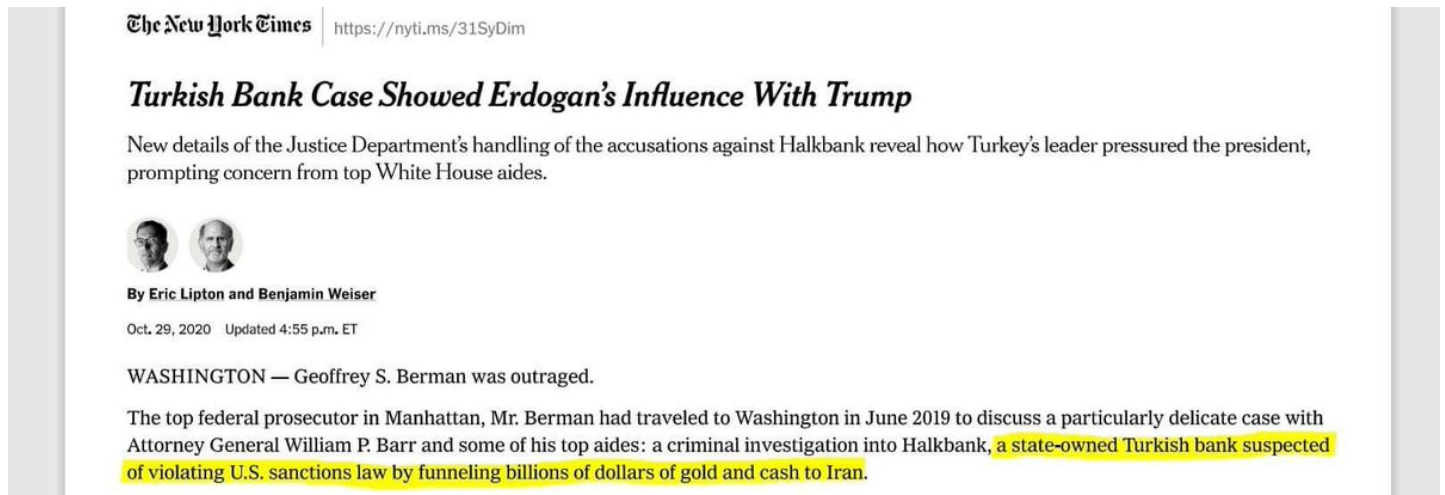 The New York Times
https://nyti.ms/31SyDim
Turkish Bank Case Showed Erdogan's Influence With Trump
New details of the Justice Department's handling of the accusations against Halkbank reveal how Turkey's leader pressured the president,
prompting concern from top White House aides.
By Eric Lipton and Benjamin Weiser
Oct. 29, 2020 Updated 4:55 p.m. ET
WASHINGTON — Geoffrey S. Berman was outraged.
The top federal prosecutor in Manhattan, Mr. Berman had traveled to Washington in June 2019 to discuss a particularly delicate case with
Attorney General William P. Barr and some of his top aides: a criminal investigation into Halkbank, a state-owned Turkish bank suspected
of violating U.S. sanctions law by funneling billions of dollars of gold and cash to Iran.